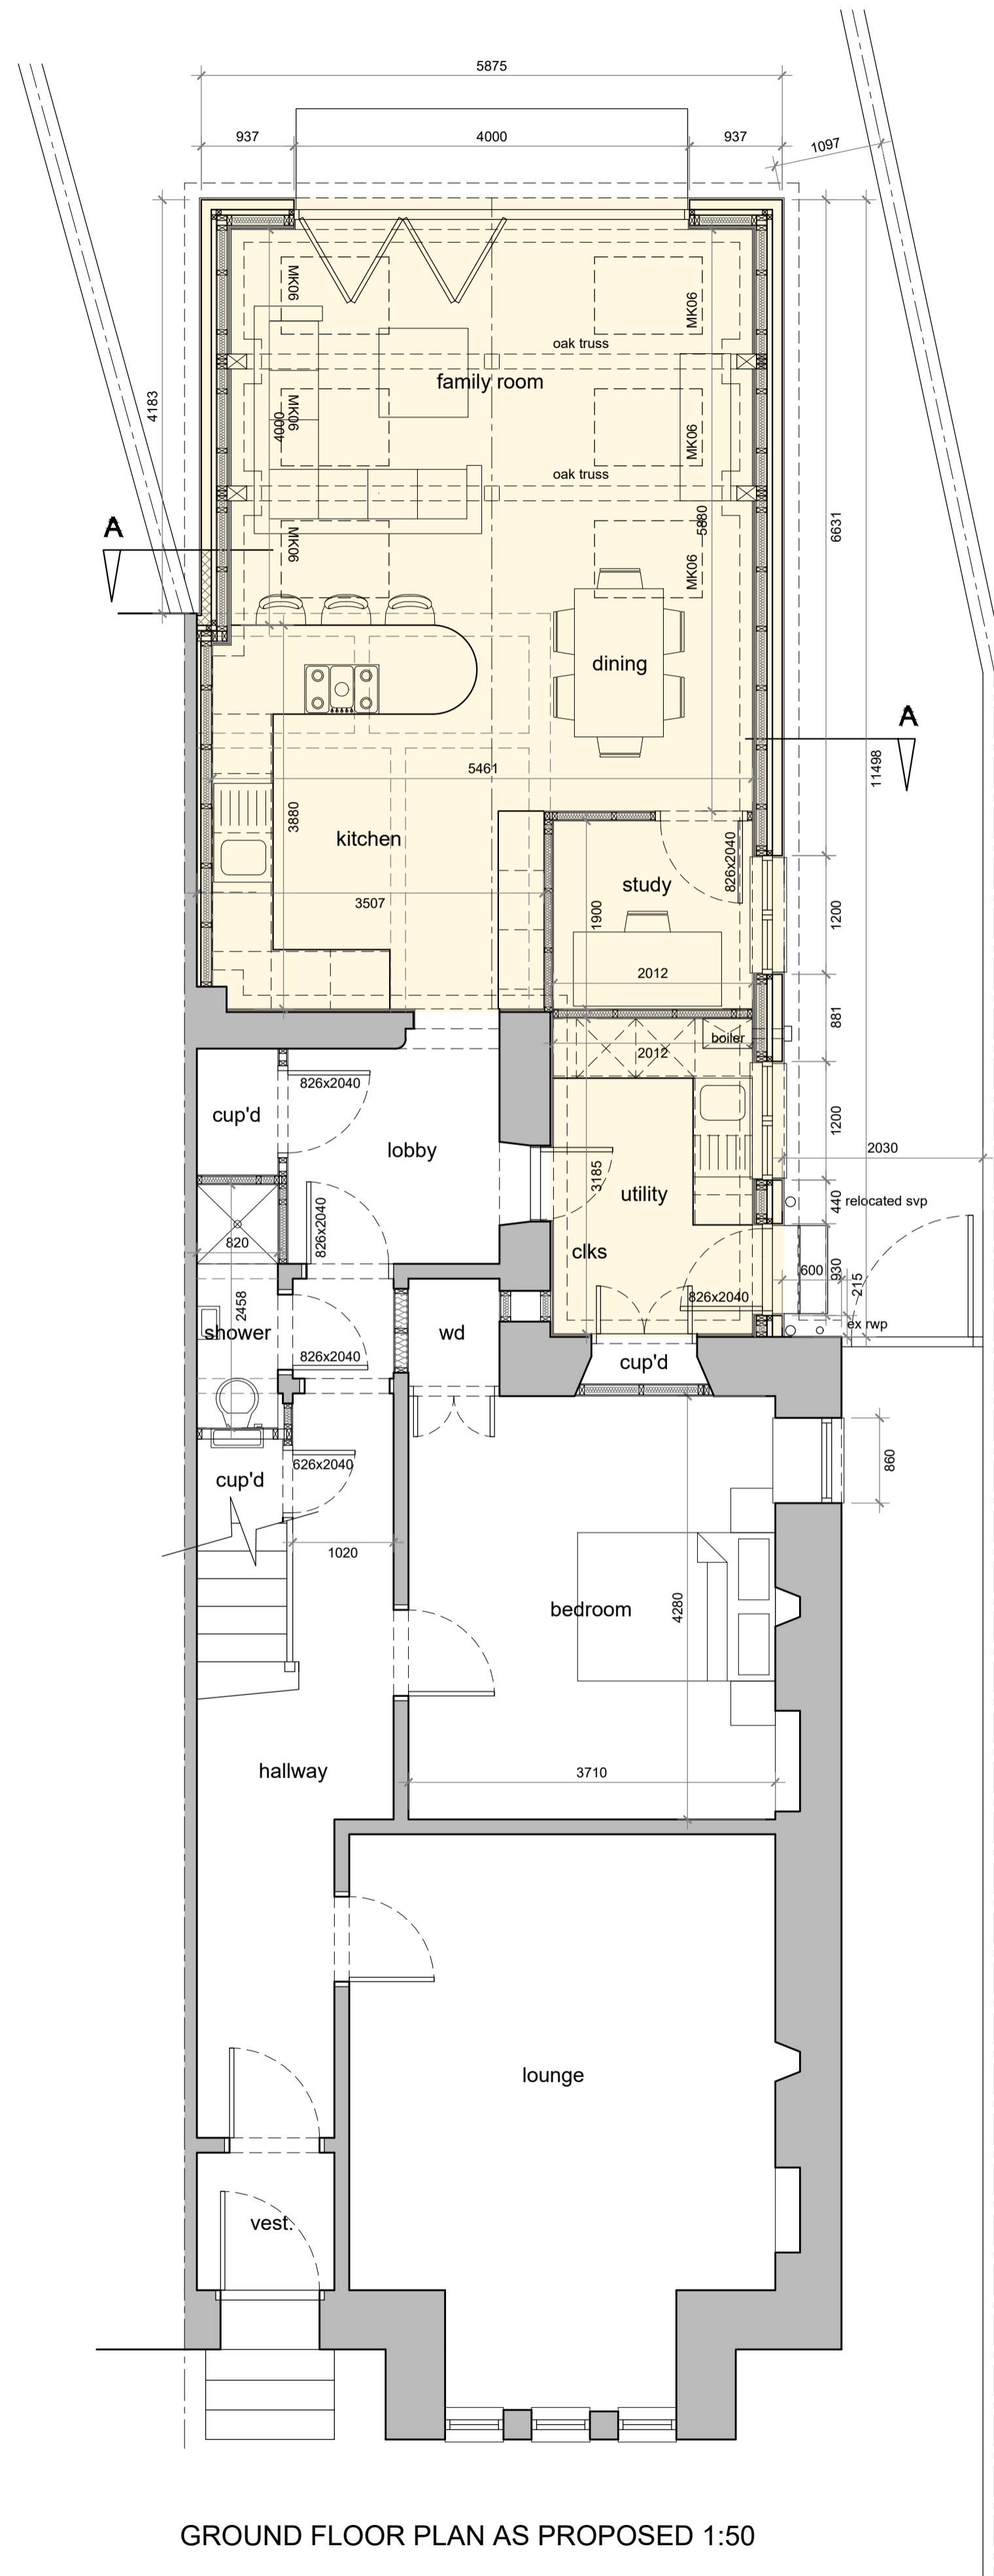 5875
937
4000
937
1097
MK06
MK06
oak truss
family room
4183
MK06
4000
MK06
oak truss
A
MK06
5880
MK06
6631
dining
A
5461
11498
3880
kitchen
826x2040
study
3507
1900
1200
2012
881
boiler
2012
826x2040
cup'd
lobby
1200
2030
3185
utility
440
relocated svp
826x2040
820
clks
600
930
215
2458
826x2040
ex rwp
shower
wd
826x2040
cup'd
860
626x2040
cup'd
1020
bedroom
4280
hallway
3710
lounge
vest.
GROUND FLOOR PLAN AS PROPOSED 1:50